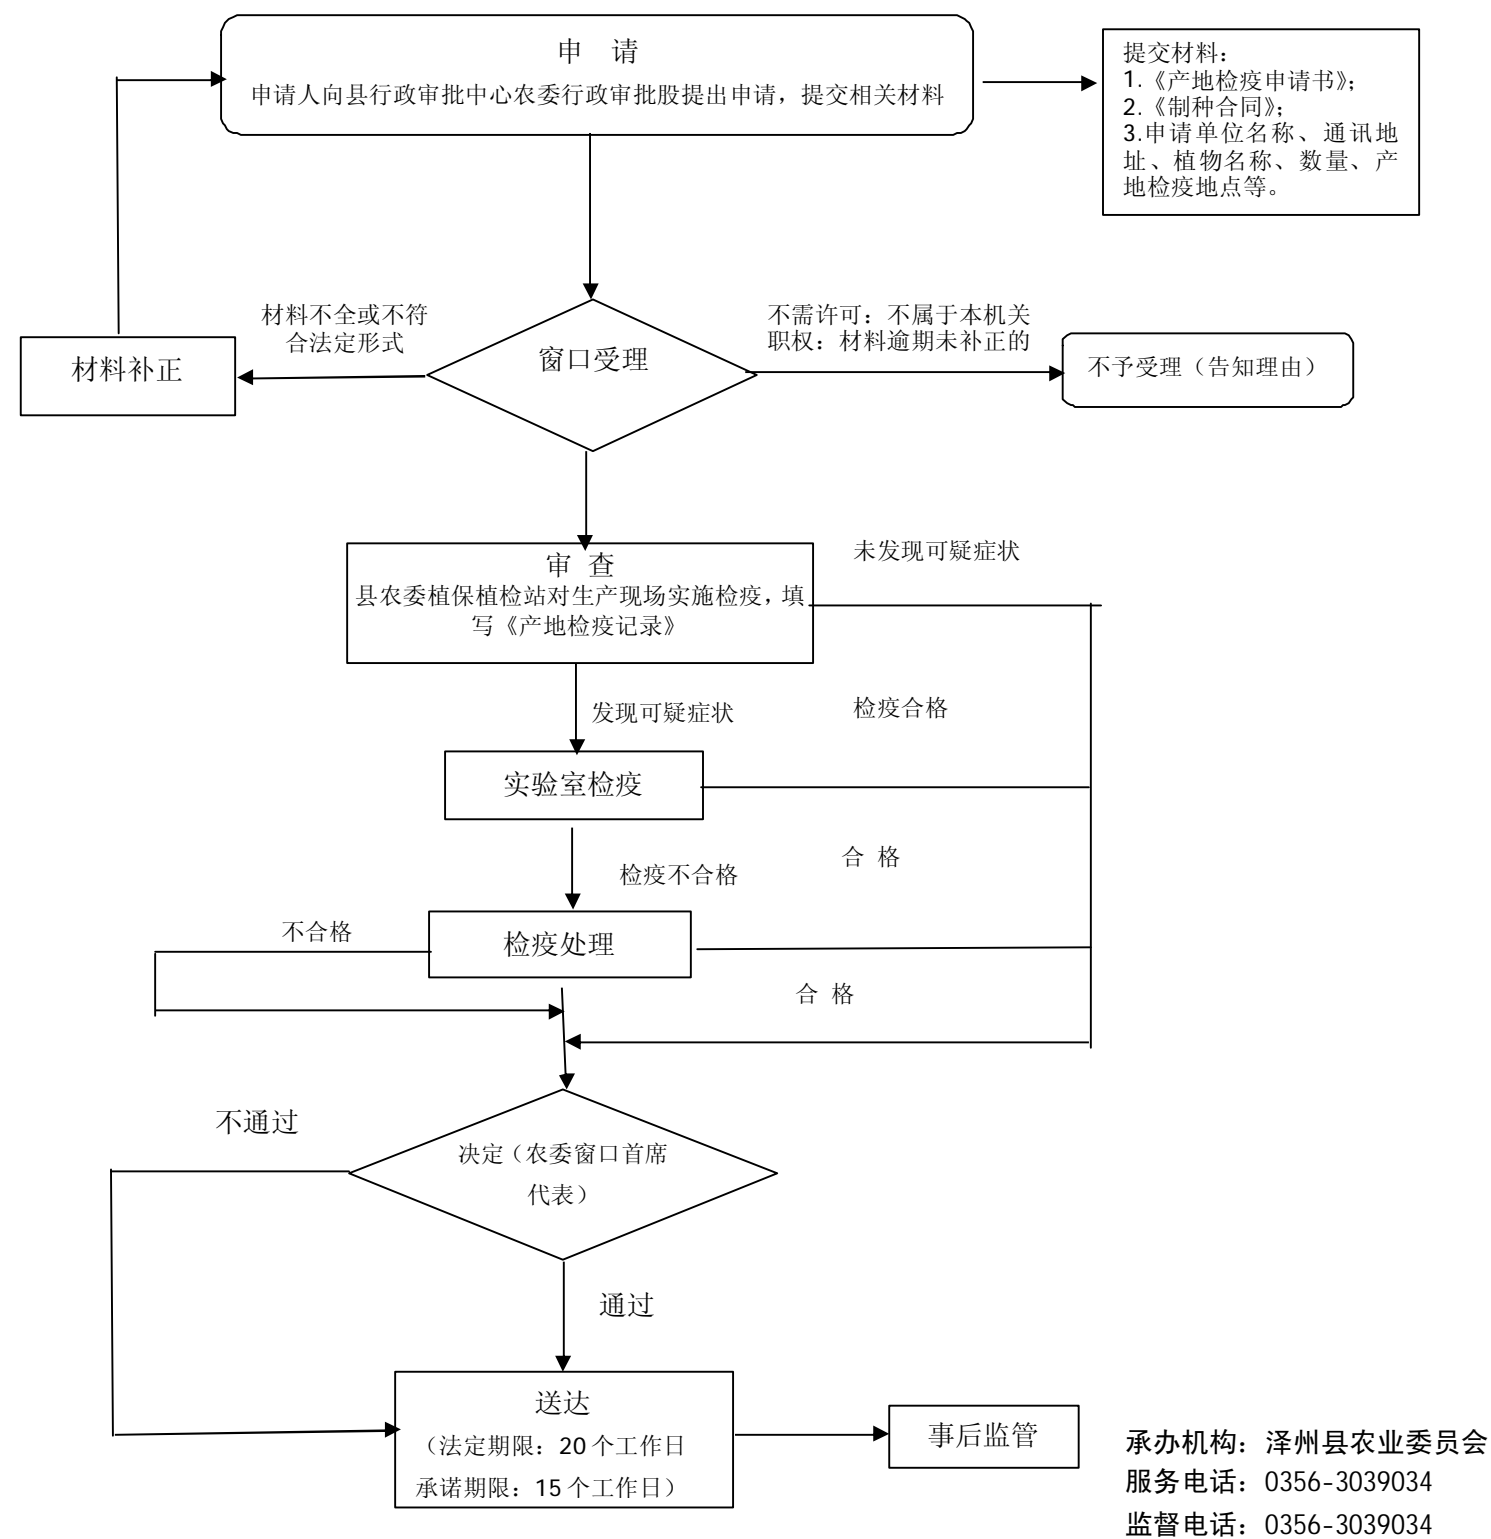 申 请
申请人向县行政审批中心农委行政审批股提出申请，提交相关材料
提交材料：
1.《产地检疫申请书》；
2.《制种合同》；
3.申请单位名称、通讯地
址、植物名称、数量、产
地检疫地点等。
材料不全或不符
合法定形式
材料补正
窗口受理
不需许可：不属于本机关
职权：材料逾期未补正的
不予受理（告知理由）
审 查
县农委植保植检站对生产现场实施检疫，填
写《产地检疫记录》
未发现可疑症状
发现可疑症状
检疫合格
实验室检疫
检疫不合格
合 格
不合格
检疫处理
合 格
不通过
决定（农委窗口首席
代表）
通过
送达
（法定期限：20 个工作日
承诺期限：15 个工作日）
事后监管
承办机构：泽州县农业委员会
服务电话：0356-3039034
监督电话：0356-3039034